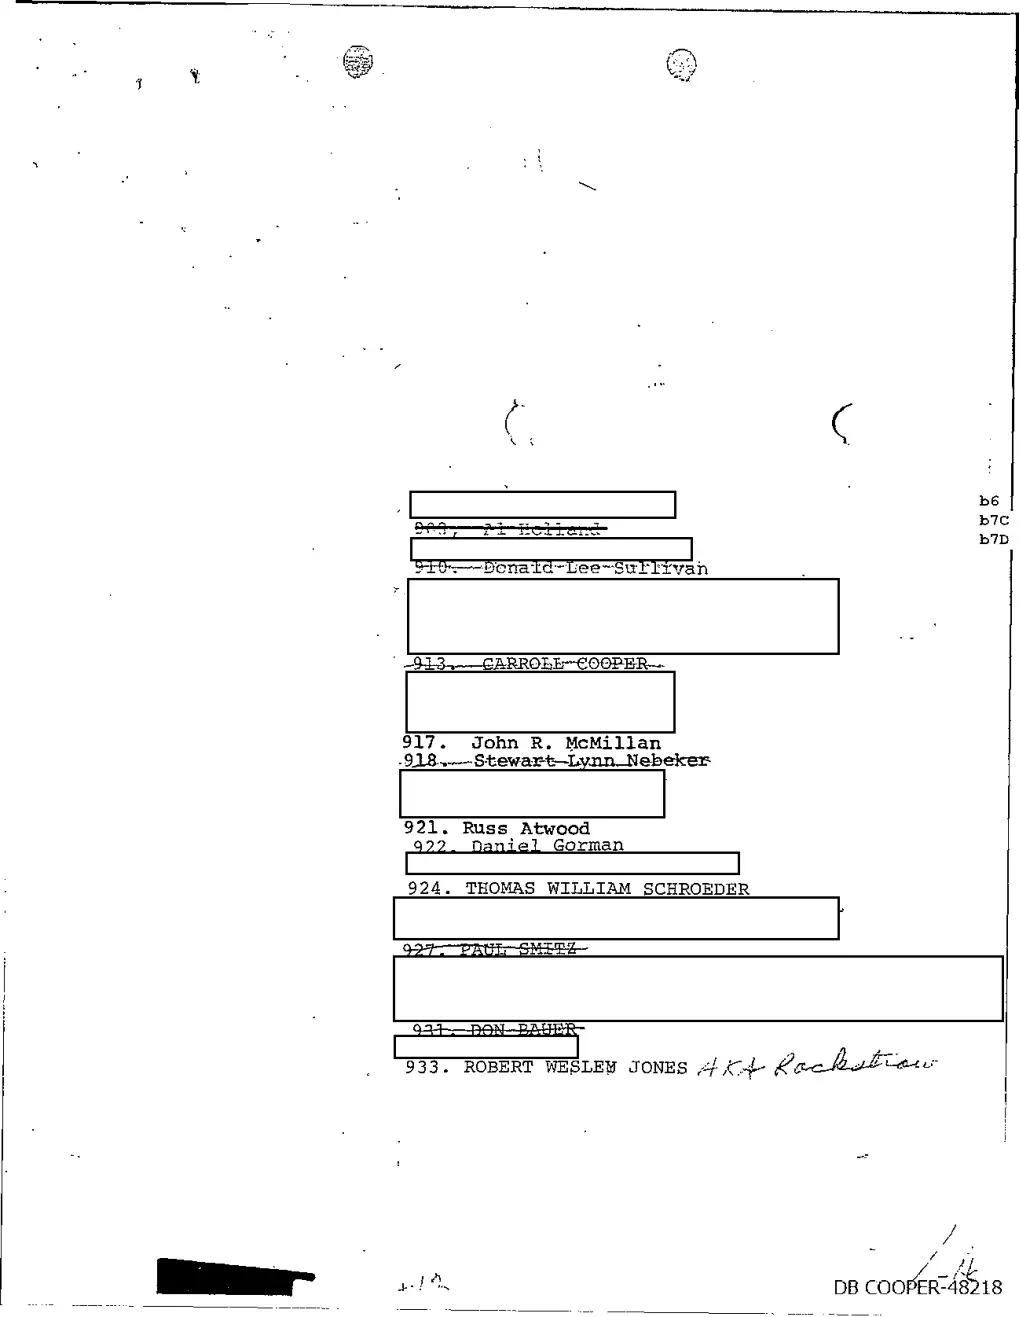 b6
b7C
b7D
909, Al Holland
910. Donald Lee Sullivan
913. CARROLL COOPER
917. John R. McMillan
918. Stewart Lynn Nebeker
921. Russ Atwood
922. Daniel Gorman
924. THOMAS WILLIAM SCHROEDER
927. PAUL SMITZ
931. DON BAUER
933. ROBERT WESLEY JONES AKA Rackstraw
DB COOPER-48218